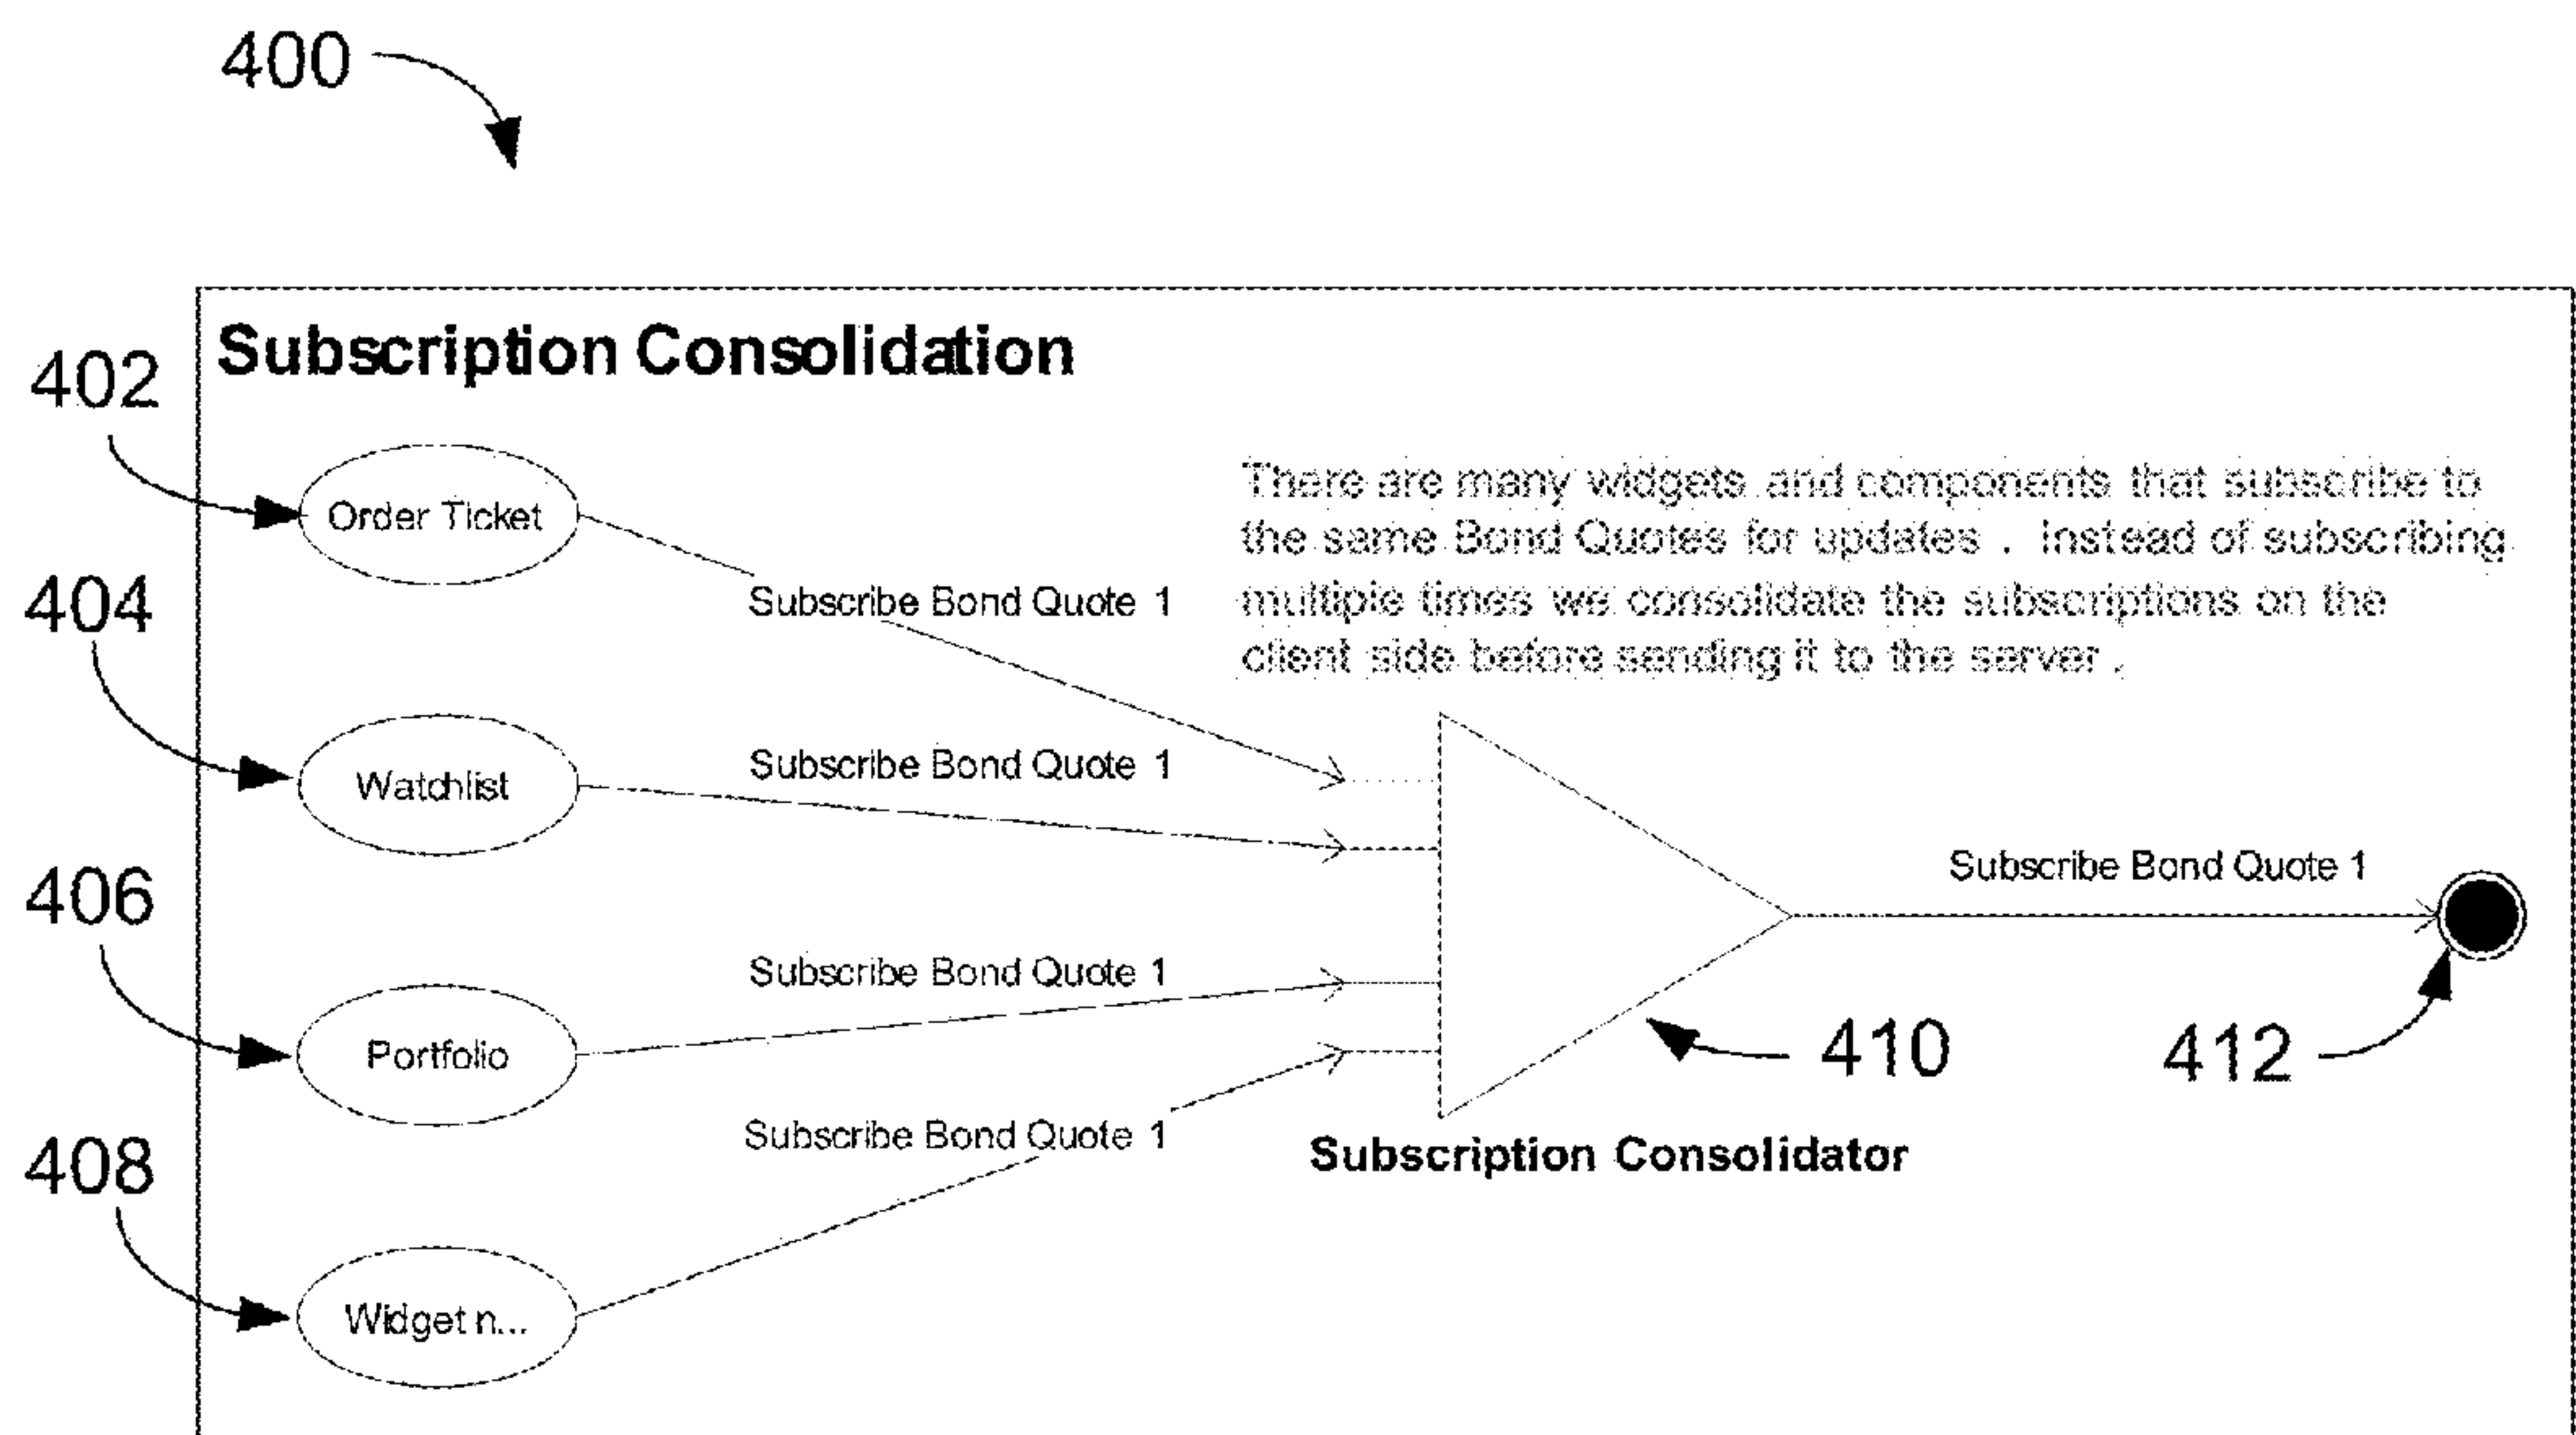 400
Subscription Consolidation
402
Order Ticket
There are many widgets and components that subscribe to
the same Bond Quotes for updates . Instead of subscribing
multiple times we consolidate the subscriptions on the
client side before sending it to the server .
Subscribe Bond Quote 1
404
Watchlist
Subscribe Bond Quote 1
Subscribe Bond Quote 1
406
Portfolio
Subscribe Bond Quote 1
410
412
Subscribe Bond Quote 1
Subscription Consolidator
408
Widget n...